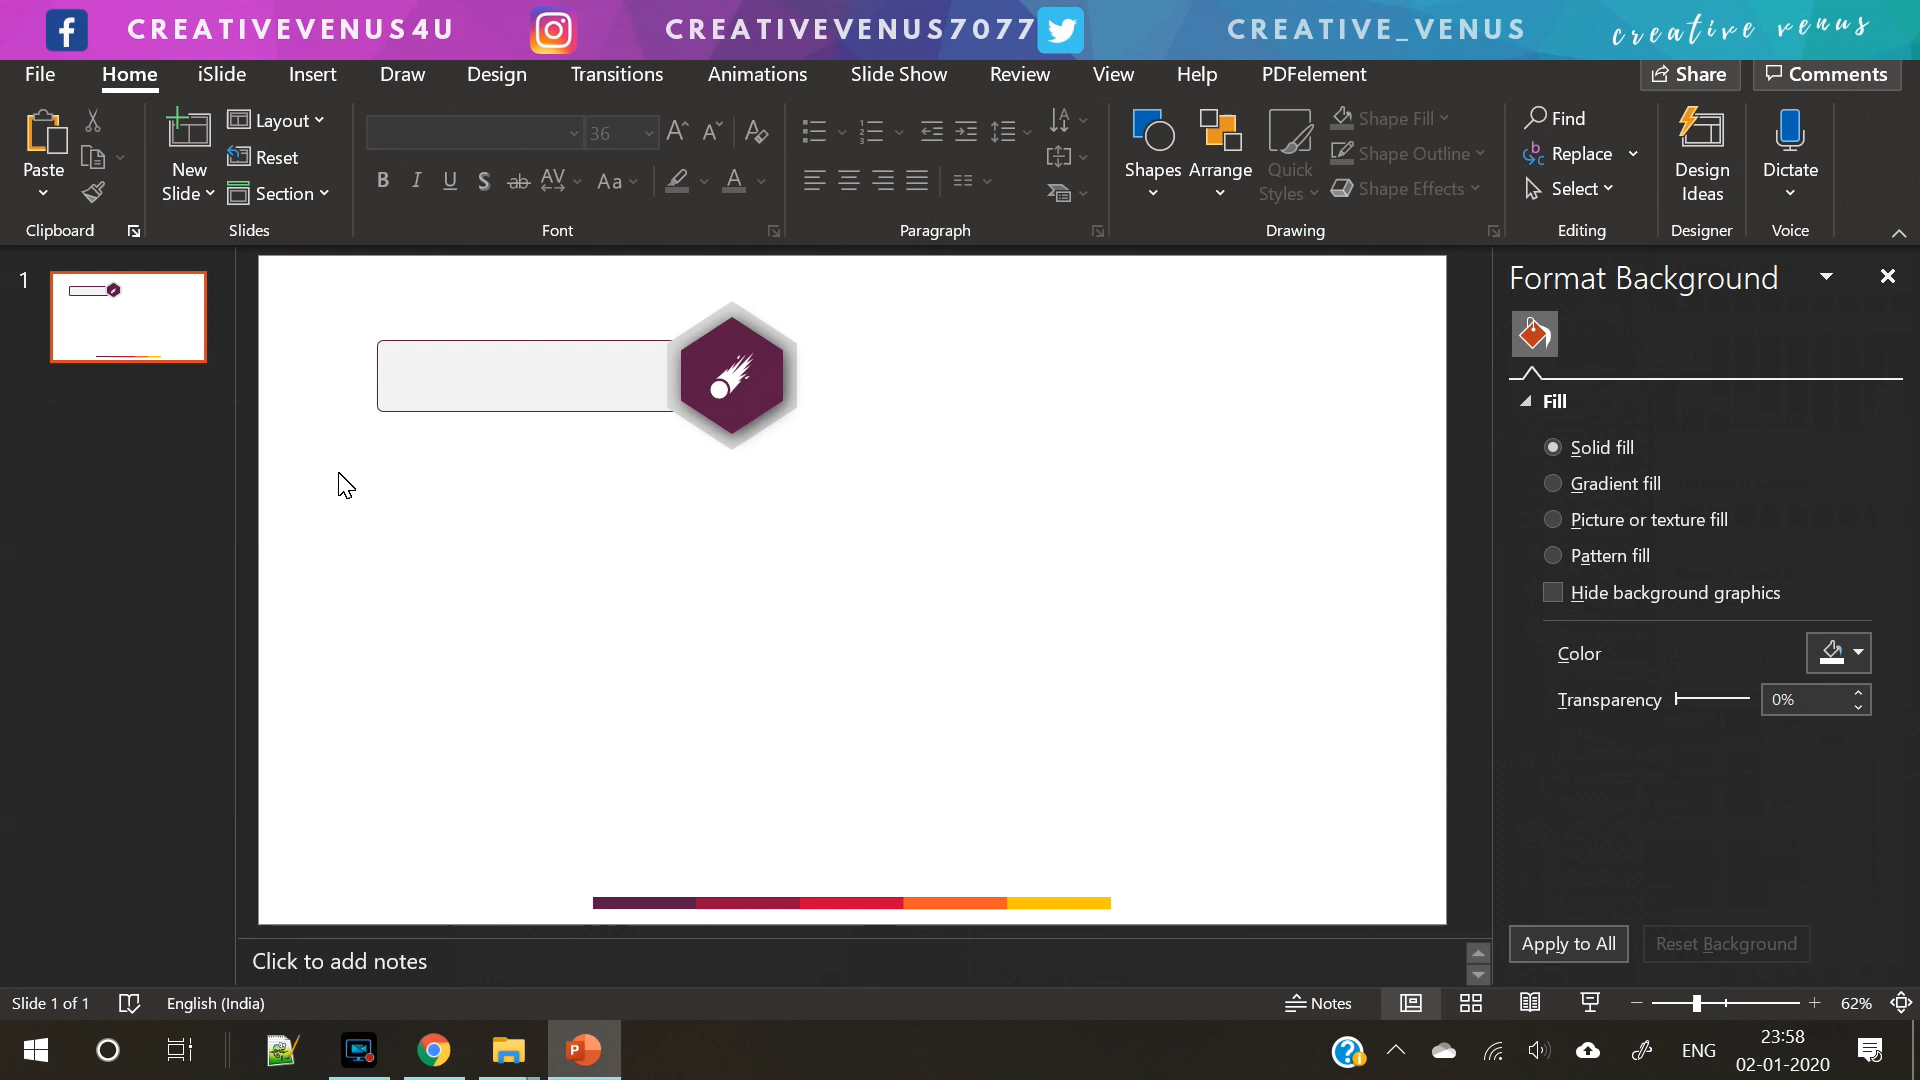 CREATIVEVENUS4U CREATIVEVENUS7077 CREATIVE_VENUS creative venus
File Home iSlide Insert Draw Design Transitions Animations Slide Show Review View Help PDFelement Share Comments
Paste
Clipboard
New Slide
Layout
Reset
Section
Slides
36
B I U S ab AV Aa A
Font
Paragraph
Shapes
Arrange
Quick Styles
Shape Fill
Shape Outline
Shape Effects
Drawing
Find
Replace
Select
Editing
Design Ideas
Designer
Dictate
Voice
1
Format Background
Fill
Solid fill
Gradient fill
Picture or texture fill
Pattern fill
Hide background graphics
Color
Transparency 0%
Apply to All Reset Background
Click to add notes
Slide 1 of 1 English (India) Notes 62%
ENG
23:58
02-01-2020